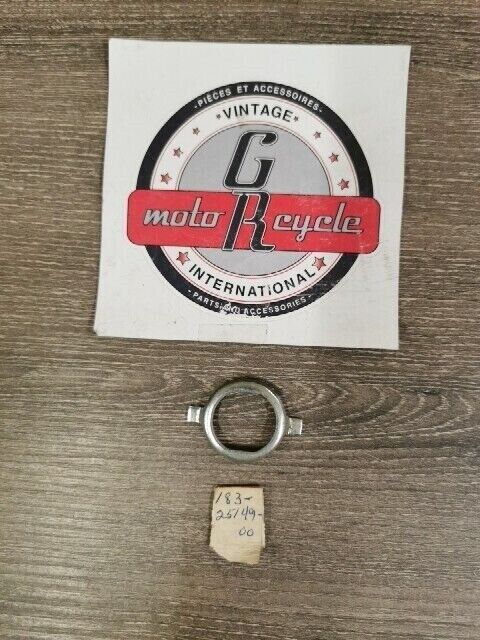 -PIÈCES ET ACCESSOIRES-
VINTAGE
G
moto R cycle
INTERNATIONAL
-PARTS AND ACCESSORIES-
183-
25149-
00